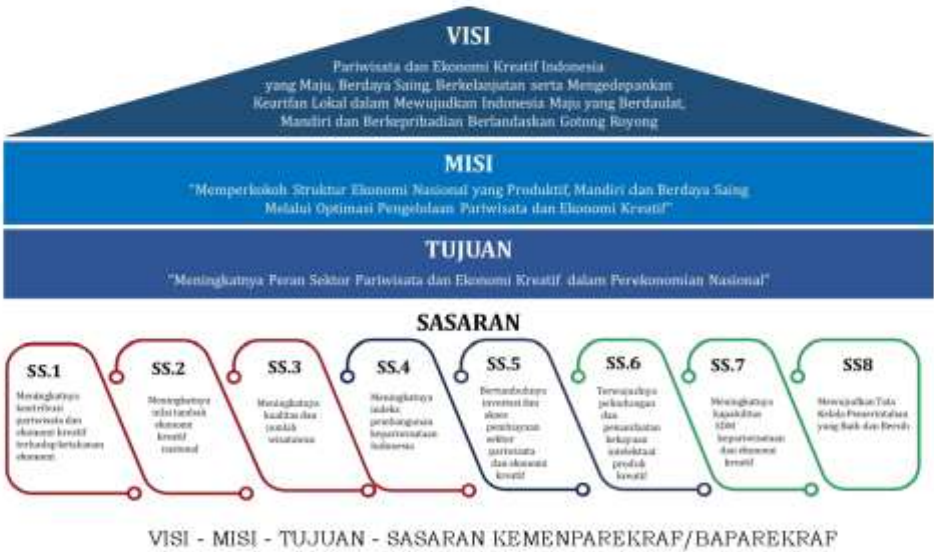 VISI
Pariwisata dan Ekonomi Kreatif Indonesia
yang Maju, Berdaya Saing, Berkelanjutan serta Mengedepankan
Kearifan Lokal dalam Mewujudkan Indonesia Maju yang Berdaulat,
Mandiri dan Berkepribadian Berlandaskan Gotong Royong
MISI
"Memperkokoh Struktur Ekonomi Nasional yang Produktif, Mandiri dan Berdaya Saing
Melalui Optimasi Pengelolaan Pariwisata dan Ekonomi Kreatif"
TUJUAN
"Meningkatnya Peran Sektor Pariwisata dan Ekonomi Kreatif dalam Perekonomian Nasional"
SASARAN
SS.1
Meningkatnya
kontribusi
pariwisata dan
ekonomi kreatif
terhadap ketahanan
ekonomi
SS.2
Meningkatnya
nilai tambah
ekonomi
kreatif
nasional
SS.3
Meningkatnya
kualitas dan
jumlah
wisatawan
SS.4
Meningkatnya
indeks
pembangunan
kepariwisataan
Indonesia
SS.5
Bertumbuhnya
investasi dan
akses
pembiayaan
sektor
pariwisata
dan ekonomi
kreatif
SS.6
Terwujudnya
pelindungan
dan
pemanfaatan
kekayaan
intelektual
produk
kreatif
SS.7
Meningkatnya
kapabilitas
SDM
kepariwisataan
dan ekonomi
kreatif
SS8
Mewujudkan Tata
Kelola Pemerintahan
yang Baik dan Bersih
VISI - MISI - TUJUAN - SASARAN KEMENPAREKRAF/BAPAREKRAF